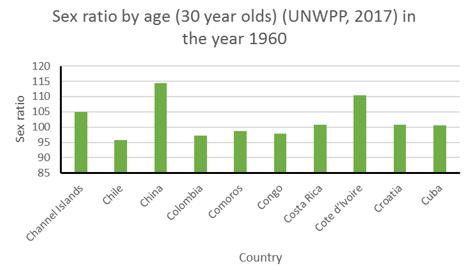 Sex ratio by age (30 year olds) (UNWPP, 2017) in
the year 1960
120
115
110
105
100
95
90
85
Sex ratio
Channel Islands
Chile
China
Colombia
Comoros
Congo
Costa Rica
Cote d'Ivoire
Croatia
Cuba
Country